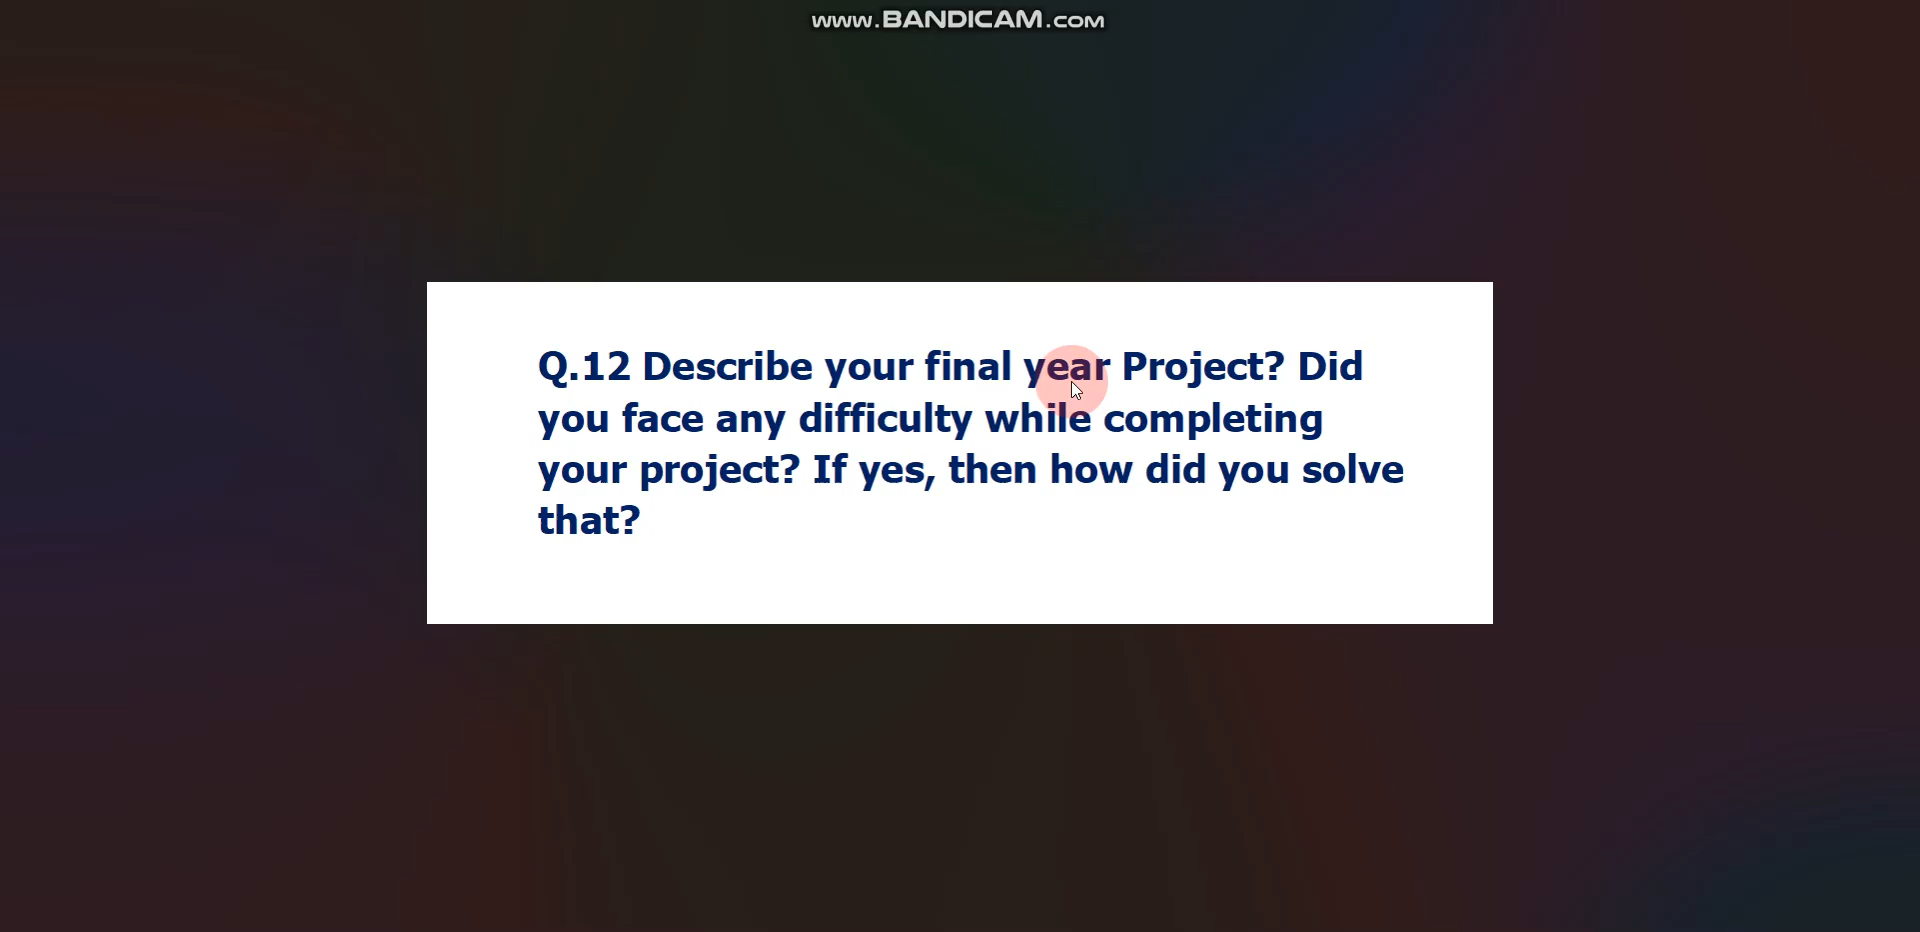 www.BANDICAM.COM
Q.12 Describe your final year Project? Did
you face any difficulty while completing
your project? If yes, then how did you solve
that?